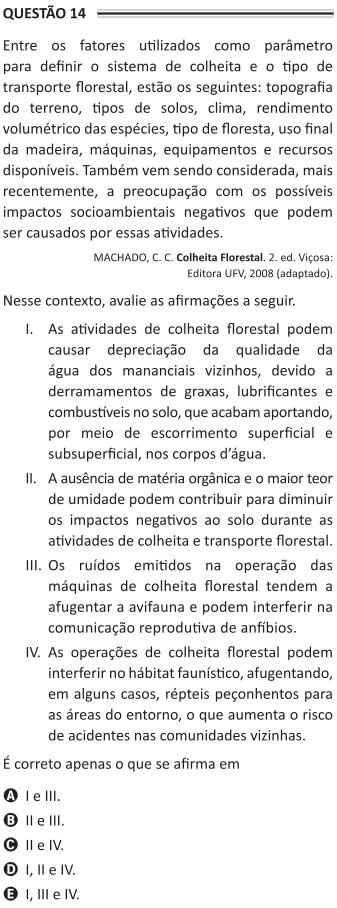 QUESTÃO 14
Entre os fatores utilizados como parâmetro
para definir o sistema de colheita e o tipo de
transporte florestal, estão os seguintes: topografia
do terreno, tipos de solos, clima, rendimento
volumétrico das espécies, tipo de floresta, uso final
da madeira, máquinas, equipamentos e recursos
disponíveis. Também vem sendo considerada, mais
recentemente, a preocupação com os possíveis
impactos socioambientais negativos que podem
ser causados por essas atividades.
MACHADO, C. C. Colheita Florestal. 2. ed. Viçosa:
Editora UFV, 2008 (adaptado).
Nesse contexto, avalie as afirmações a seguir.
I. As atividades de colheita florestal podem
causar depreciação da qualidade da
água dos mananciais vizinhos, devido a
derramamentos de graxas, lubrificantes e
combustíveis no solo, que acabam aportando,
por meio de escorrimento superficial e
subsuperficial, nos corpos d'água.
II. A ausência de matéria orgânica e o maior teor
de umidade podem contribuir para diminuir
os impactos negativos ao solo durante as
atividades de colheita e transporte florestal.
III. Os ruídos emitidos na operação das
máquinas de colheita florestal tendem a
afugentar a avifauna e podem interferir na
comunicação reprodutiva de anfíbios.
IV. As operações de colheita florestal podem
interferir no hábitat faunístico, afugentando,
em alguns casos, répteis peçonhentos para
as áreas do entorno, o que aumenta o risco
de acidentes nas comunidades vizinhas.
É correto apenas o que se afirma em
A I e III.
B II e III.
C II e IV.
D I, II e IV.
E I, III e IV.